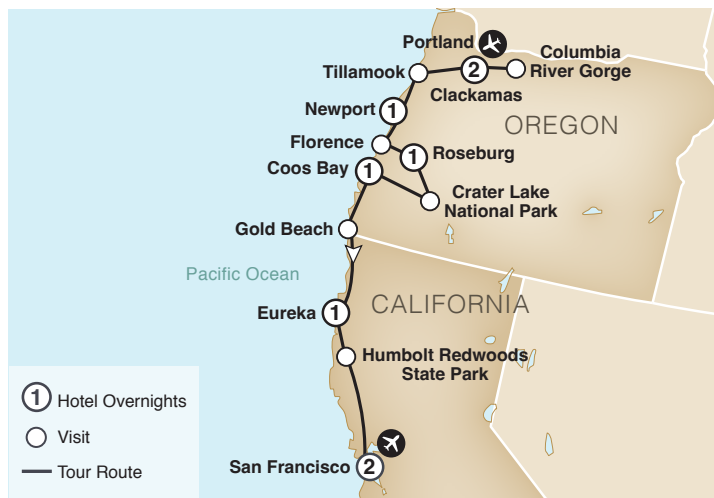 Portland
Columbia
River Gorge
Tillamook
2
Clackamas
Newport
1
OREGON
Florence
1
Roseburg
Coos Bay
1
Crater Lake
National Park
Gold Beach
Pacific Ocean
CALIFORNIA
Eureka
1
Humbolt Redwoods
State Park
1
Hotel Overnights
Visit
Tour Route
San Francisco
2